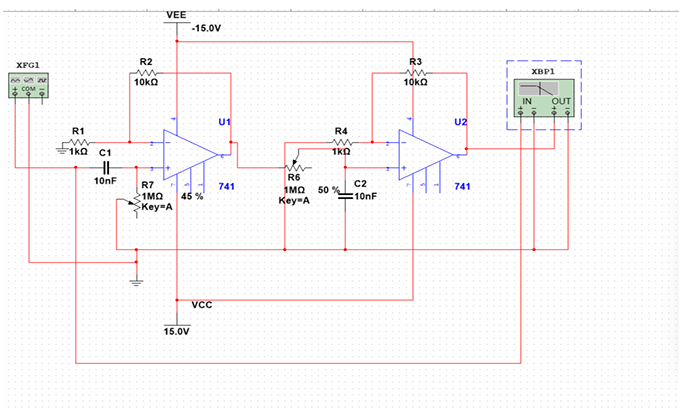 VEE
-15.0V
XFG1
COM
R2
10kΩ
R3
10kΩ
XBP1
IN OUT
U1
U2
R1
1kΩ
C1
10nF
R7
1MΩ
Key=A
45 %
741
R4
1kΩ
R6
1MΩ
Key=A
50 %
C2
10nF
741
VCC
15.0V